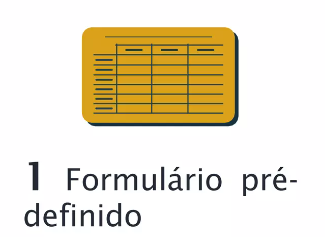 1 Formulário pré-
definido